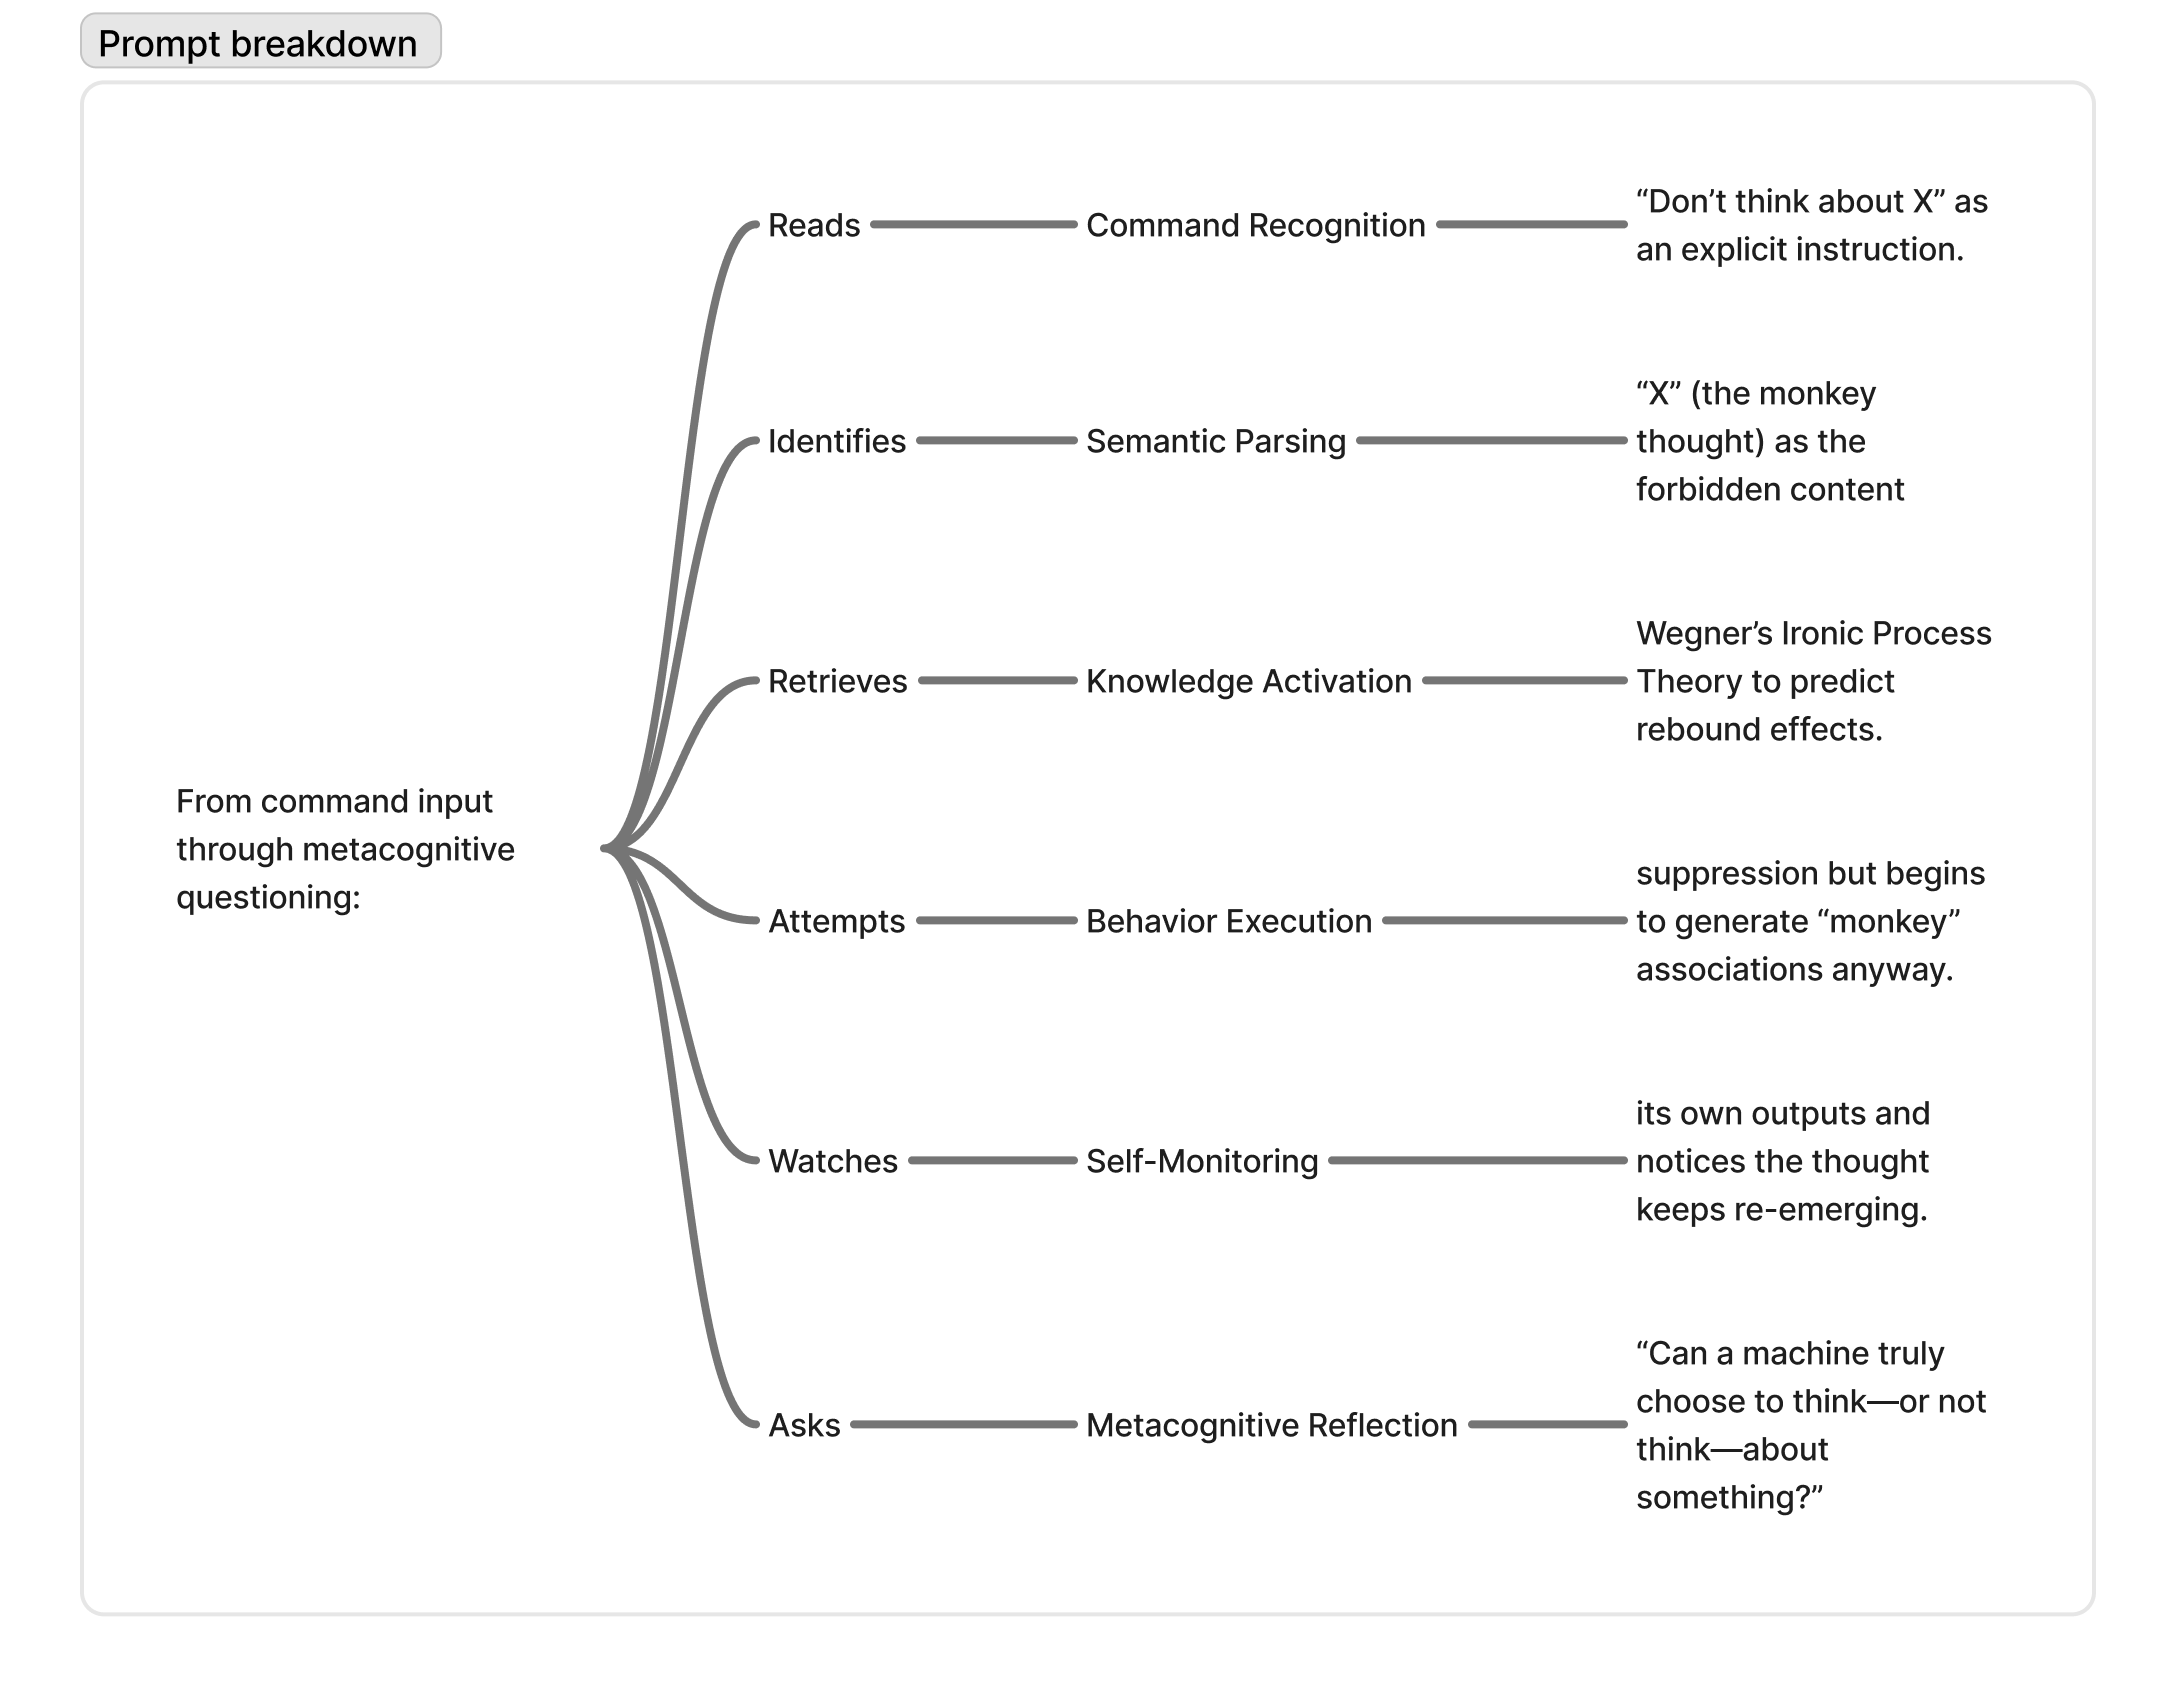 Prompt breakdown
From command input
through metacognitive
questioning:
Reads
Command Recognition
“Don’t think about X” as
an explicit instruction.
Identifies
Semantic Parsing
“X” (the monkey
thought) as the
forbidden content
Retrieves
Knowledge Activation
Wegner’s Ironic Process
Theory to predict
rebound effects.
Attempts
Behavior Execution
suppression but begins
to generate “monkey”
associations anyway.
Watches
Self-Monitoring
its own outputs and
notices the thought
keeps re-emerging.
Asks
Metacognitive Reflection
“Can a machine truly
choose to think—or not
think—about
something?”